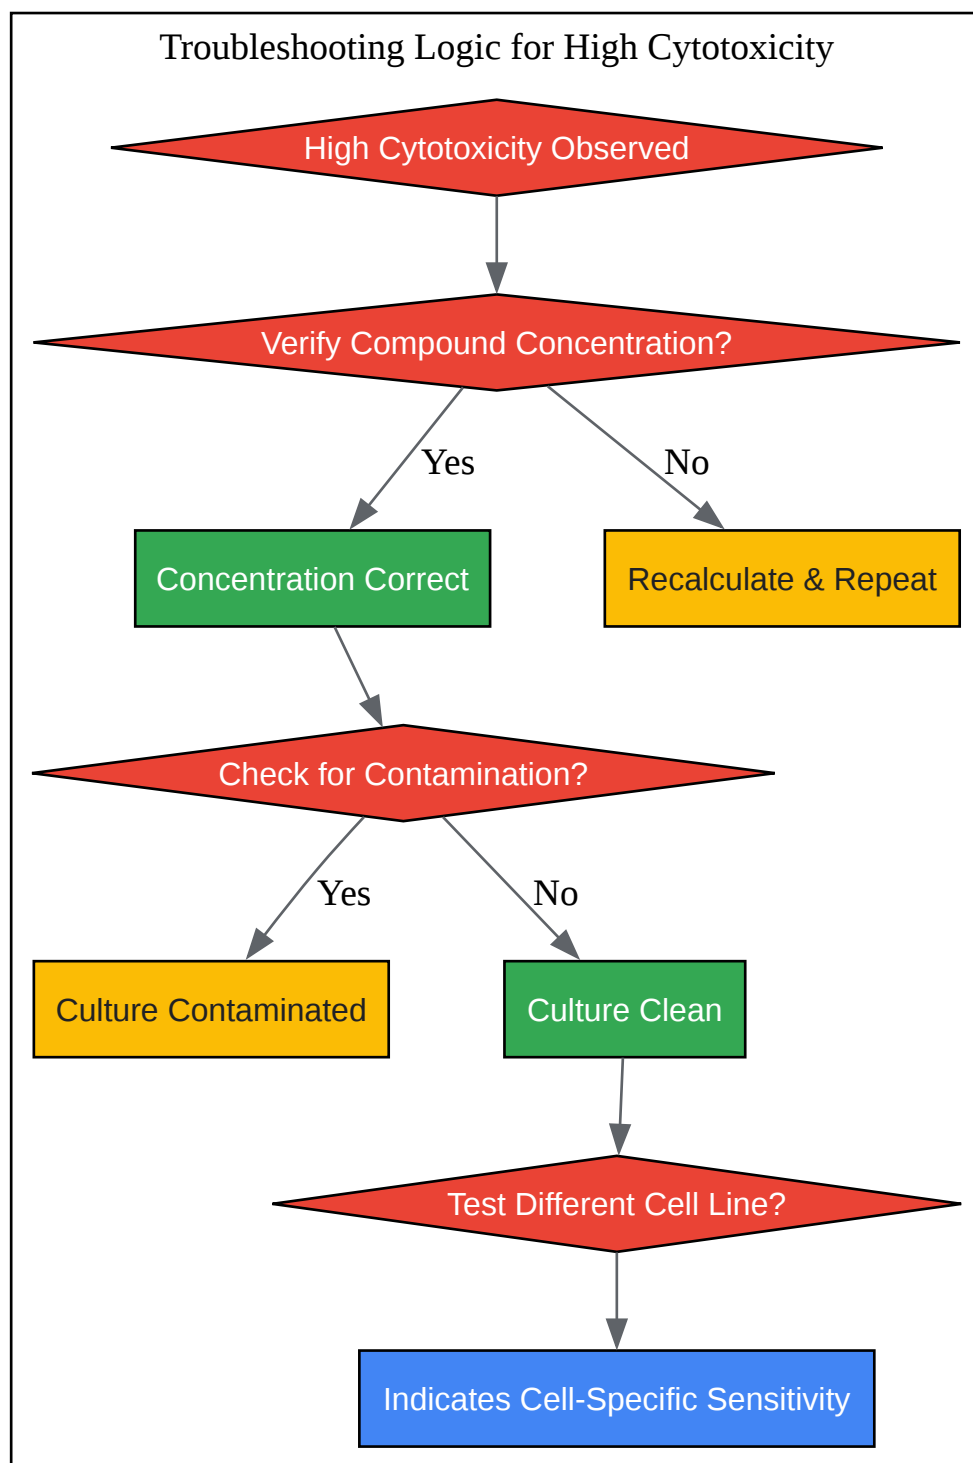 Troubleshooting Logic for High Cytotoxicity
High Cytotoxicity Observed
Verify Compound Concentration?
Yes
No
Concentration Correct
Recalculate & Repeat
Check for Contamination?
Yes
No
Culture Contaminated
Culture Clean
Test Different Cell Line?
Indicates Cell-Specific Sensitivity